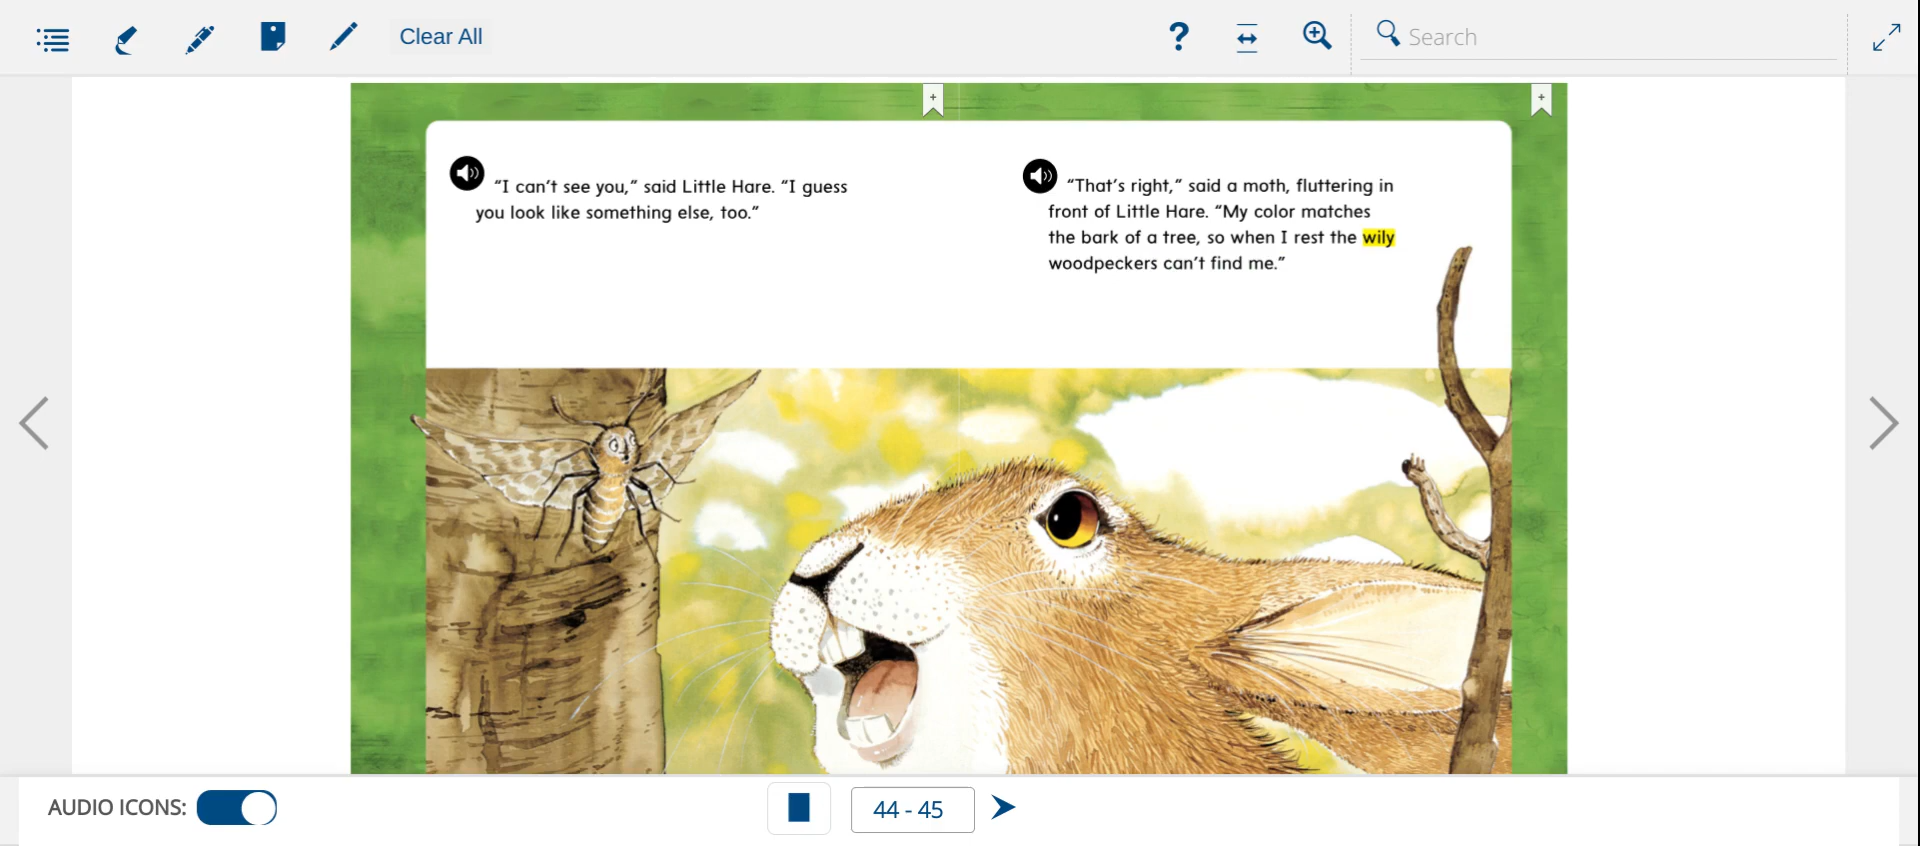 Clear All
?
Search
“I can’t see you,” said Little Hare. “I guess
you look like something else, too.”
“That’s right,” said a moth, fluttering in
front of Little Hare. “My color matches
the bark of a tree, so when I rest the wily
woodpeckers can’t find me.”
AUDIO ICONS:
44 - 45